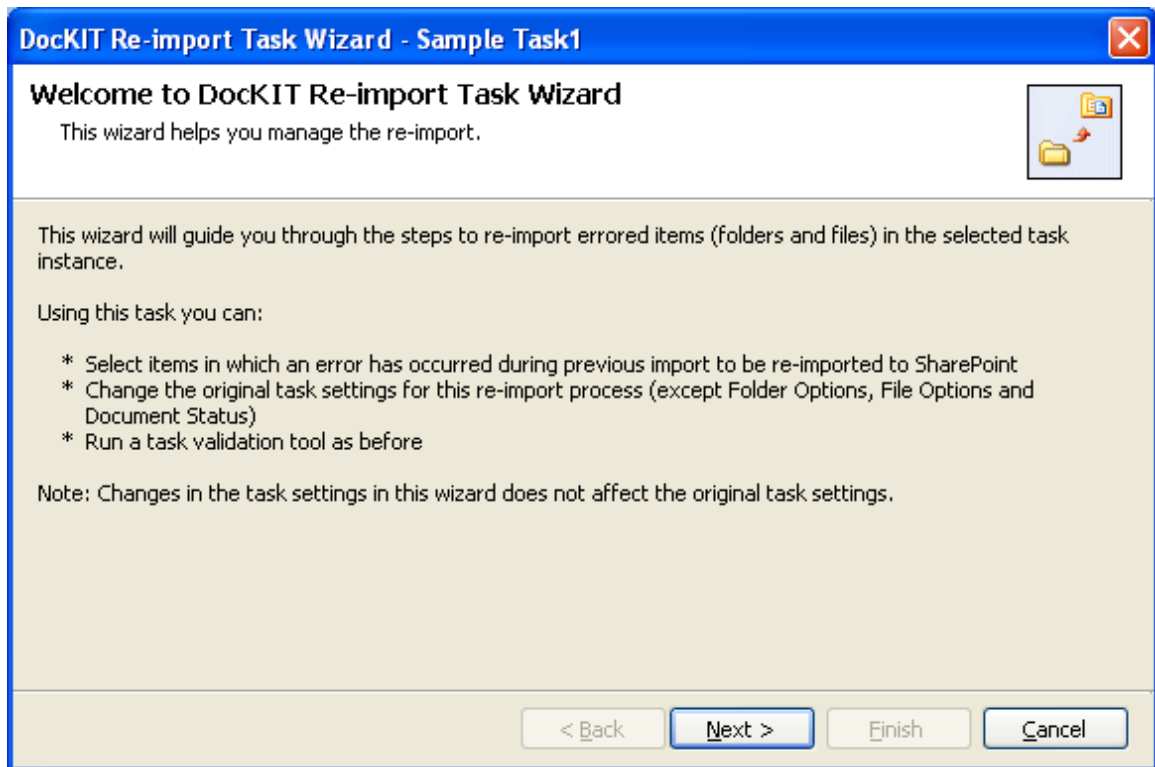 DocKIT Re-import Task Wizard - Sample Task1
Welcome to DocKIT Re-import Task Wizard
This wizard helps you manage the re-import.
This wizard will guide you through the steps to re-import errored items (folders and files) in the selected task
instance.
Using this task you can:
* Select items in which an error has occurred during previous import to be re-imported to SharePoint
* Change the original task settings for this re-import process (except Folder Options, File Options and
Document Status)
* Run a task validation tool as before
Note: Changes in the task settings in this wizard does not affect the original task settings.
< Back Next > Finish Cancel